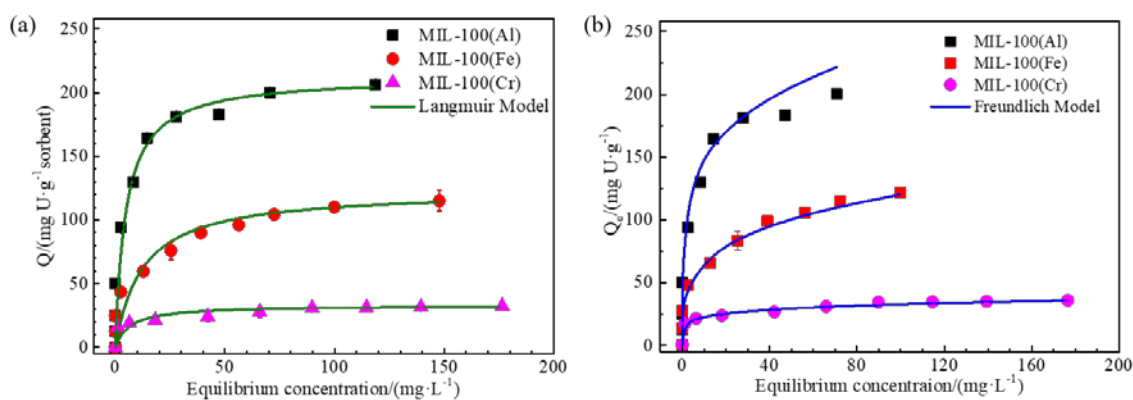 (a)
250
200
150
100
50
0
Q/(mg U·g⁻¹ sorbent)
MIL-100(Al)
MIL-100(Fe)
MIL-100(Cr)
Langmuir Model
0 50 100 150 200
Equilibrium concentration/(mg·L⁻¹)
(b)
250
200
150
100
50
0
Qₑ/(mg U·g⁻¹)
MIL-100(Al)
MIL-100(Fe)
MIL-100(Cr)
Freundlich Model
0 40 80 120 160 200
Equilibrium concentraion/(mg·L⁻¹)